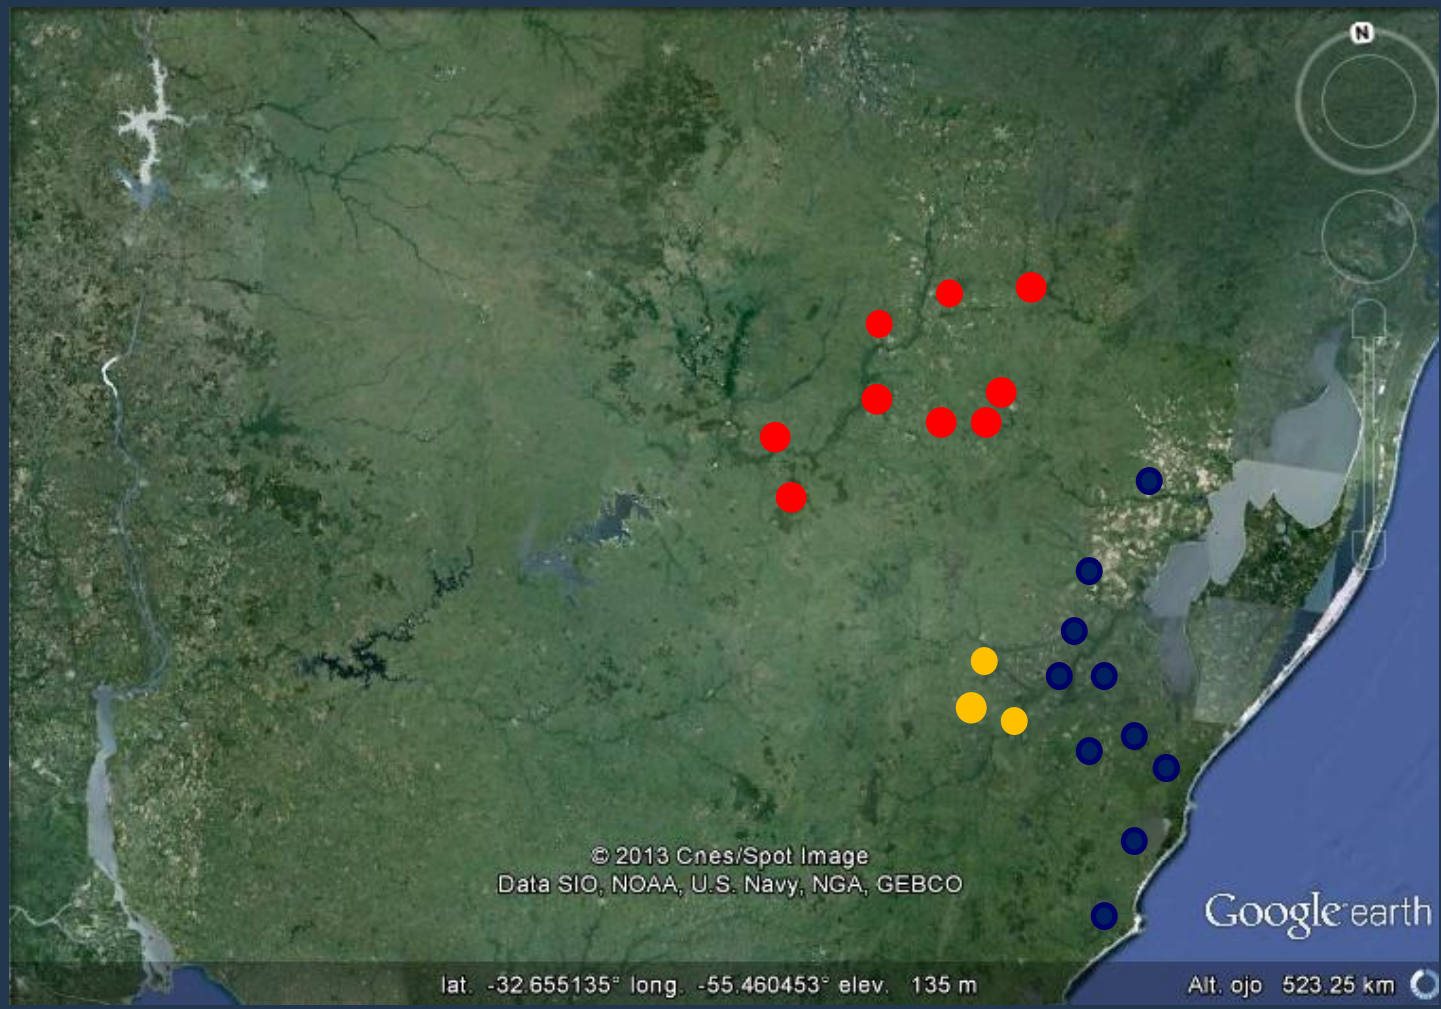 N
© 2013 Cnes/Spot Image
Data SIO, NOAA, U.S. Navy, NGA, GEBCO
Google earth
lat. -32.655135° long. -55.460453° elev. 135 m
Alt. ojo 523.25 km